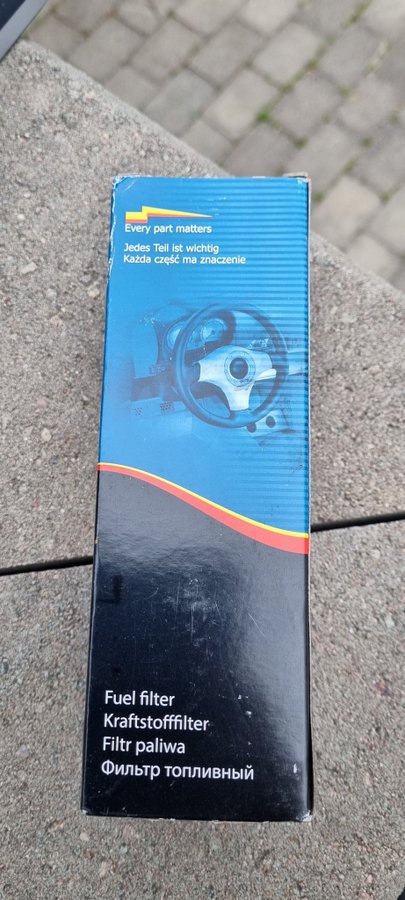 Every part matters
Jedes Teil ist wichtig
Każda część ma znaczenie
Fuel filter
Kraftstofffilter
Filtr paliwa
Фильтр топливный